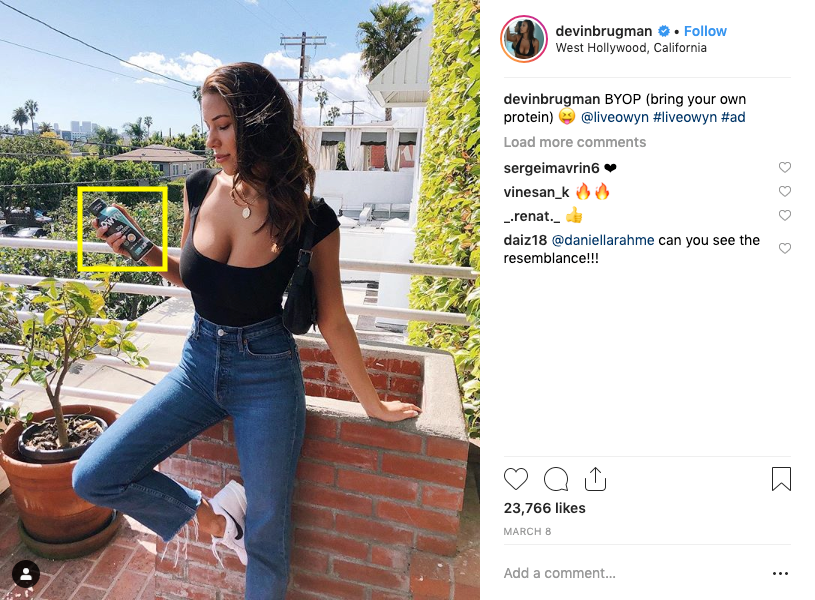 devinbrugman • Follow
West Hollywood, California
devinbrugman BYOP (bring your own
protein) 😝 @liveowyn #liveowyn #ad
Load more comments
sergeimavrin6 ❤
vinesan_k 🔥🔥
_.renat._ 👍
daiz18 @daniellarahme can you see the
resemblance!!!
23,766 likes
MARCH 8
Add a comment...